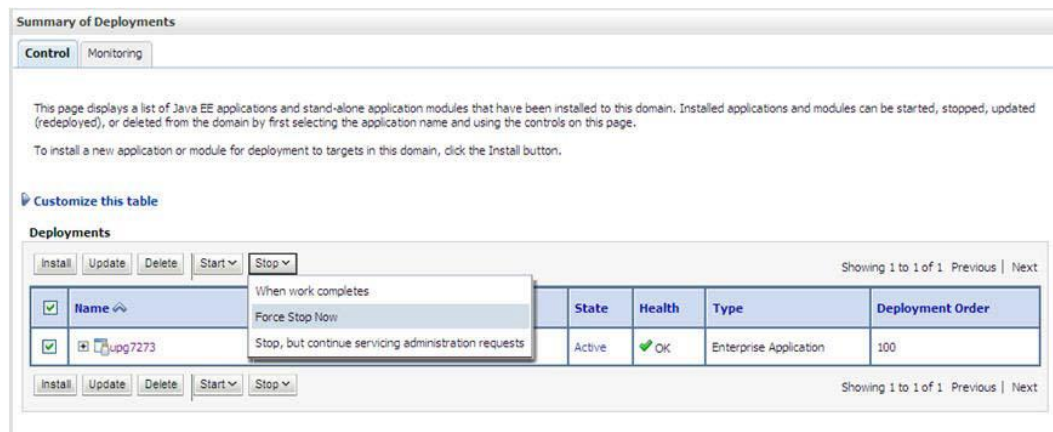 Summary of Deployments
Control Monitoring
This page displays a list of Java EE applications and stand-alone application modules that have been installed to this domain. Installed applications and modules can be started, stopped, updated
(redeployed), or deleted from the domain by first selecting the application name and using the controls on this page.
To install a new application or module for deployment to targets in this domain, click the Install button.
Customize this table
Deployments
Install Update Delete Start Stop Showing 1 to 1 of 1 Previous | Next
When work completes
Name Force Stop Now State Health Type Deployment Order
Stop, but continue servicing administration requests
upg7273 Active OK Enterprise Application 100
Install Update Delete Start Stop Showing 1 to 1 of 1 Previous | Next